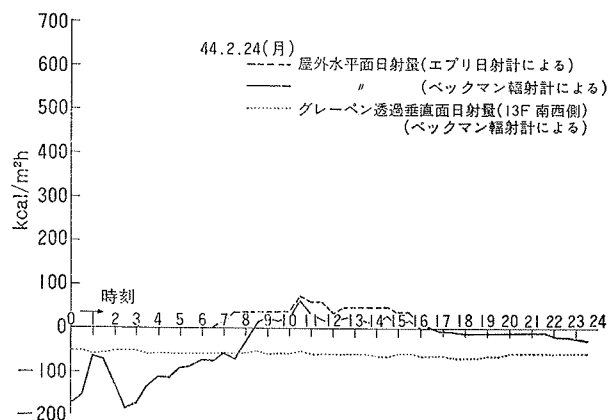 700
600
500
400
300
200
100
0
-100
-200
kcal/m²h
44.2.24(月)
屋外水平面日射量(エプリ日射計による)
〃 (ベックマン輻射計による)
グレーペン透過垂直面日射量(13F 南西側)
(ベックマン輻射計による)
時刻
0 1 2 3 4 5 6 7 8 9 10 11 12 13 14 15 16 17 18 19 20 21 22 23 24